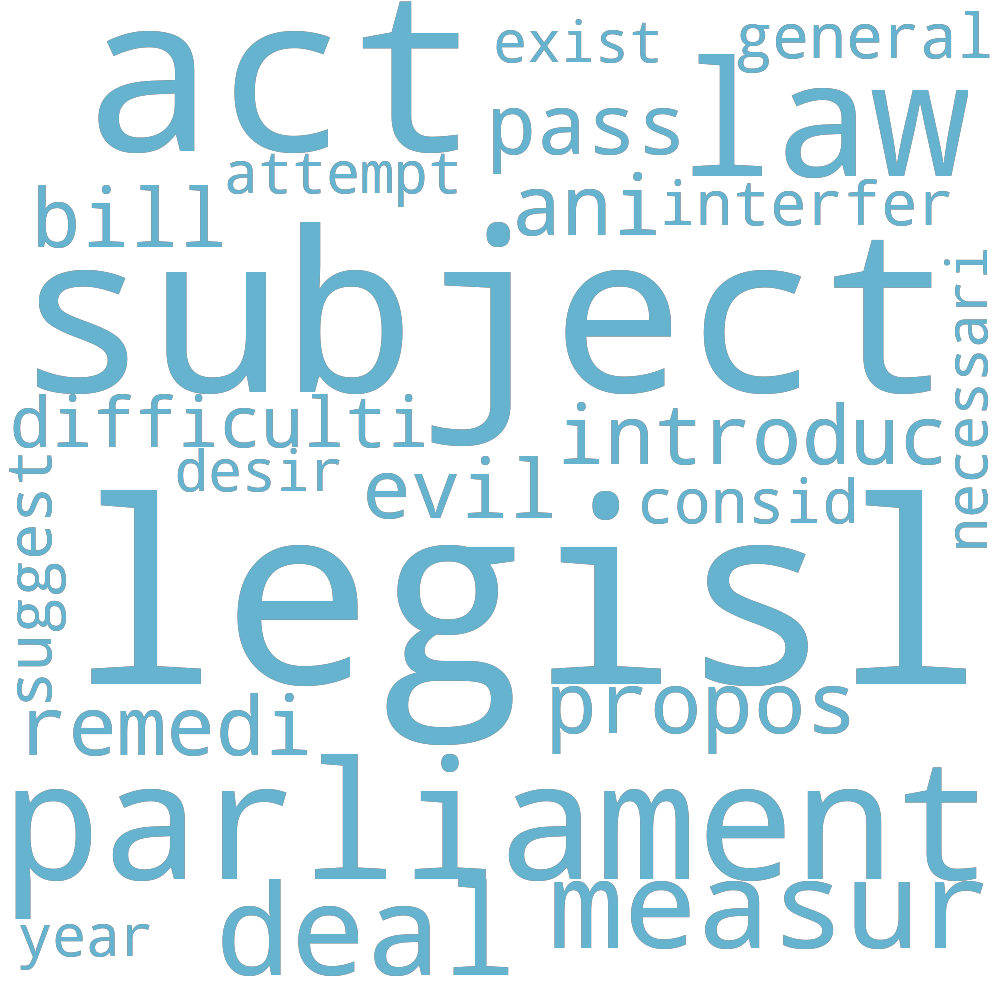 act
exist
general
law
pass
attempt
bill
ani
interfer
subject
necessari
difficulti
introduc
desir
evil
consid
suggest
legisl
remedi
propos
parliament
deal
measur
year